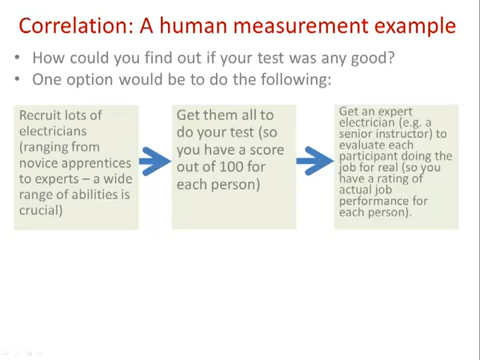 Correlation: A human measurement example
• How could you find out if your test was any good?
• One option would be to do the following:
Recruit lots of
electricians
(ranging from
novice apprentices
to experts – a wide
range of abilities is
crucial)
Get them all to
do your test (so
you have a score
out of 100 for
each person)
Get an expert
electrician (e.g. a
senior instructor) to
evaluate each
participant doing the
job for real (so you
have a rating of
actual job
performance for
each person).